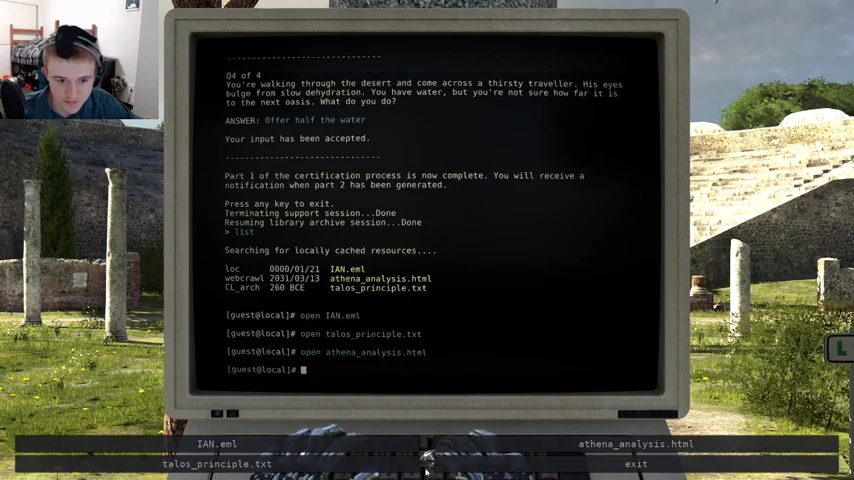 --------------------------------
Q4 of 4
You're walking through the desert and come across a thirsty traveller. His eyes
bulge from slow dehydration. You have water, but you're not sure how far it is
to the next oasis. What do you do?
ANSWER: Offer half the water
Your input has been accepted.
--------------------------------
Part 1 of the certification process is now complete. You will receive a
notification when part 2 has been generated.
Press any key to exit.
Terminating support session...Done
Resuming library archive session...Done
> list
Searching for locally cached resources....
loc 0000/01/21 IAN.eml
webcrawl 2031/03/13 athena_analysis.html
CL_arch 260 BCE talos_principle.txt
[guest@local]# open IAN.eml
[guest@local]# open talos_principle.txt
[guest@local]# open athena_analysis.html
[guest@local]#
L
IAN.eml athena_analysis.html
talos_principle.txt exit